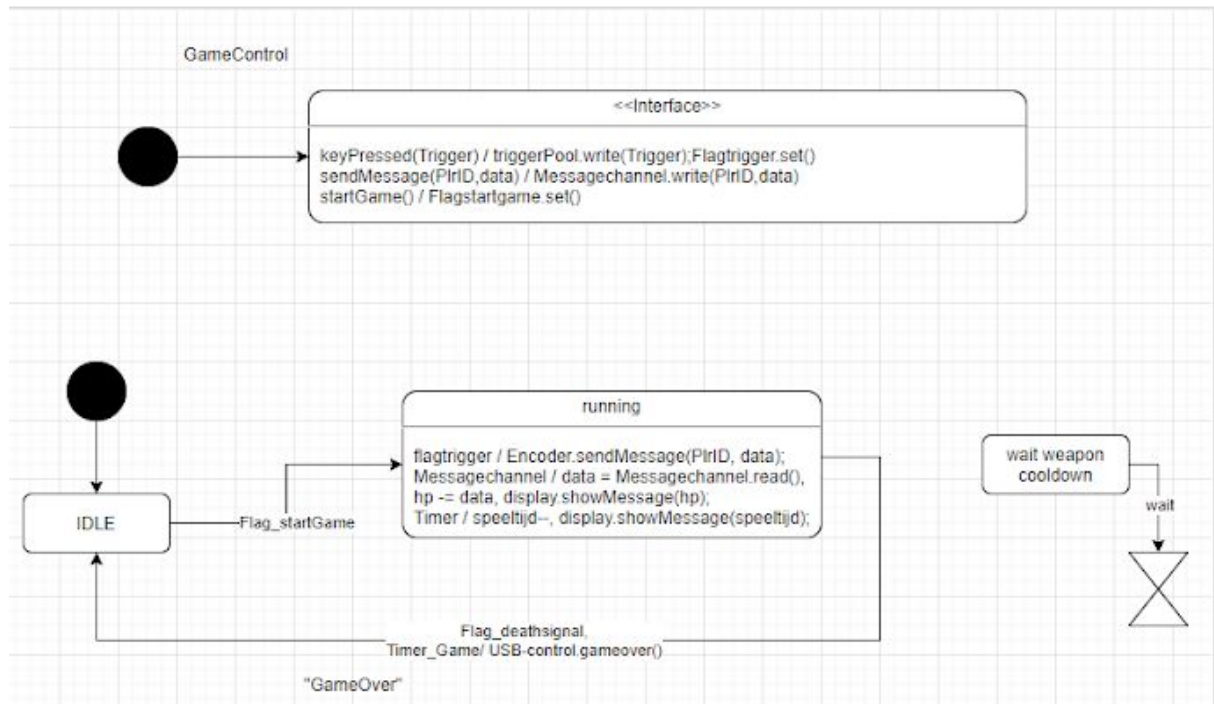 GameControl
<<Interface>>
keyPressed(Trigger) / triggerPool.write(Trigger);Flagtrigger.set()
sendMessage(PlrID,data) / Messagechannel.write(PlrID,data)
startGame() / Flagstartgame.set()
running
flagtrigger / Encoder.sendMessage(PlrID, data);
Messagechannel / data = Messagechannel.read(),
hp -= data, display.showMessage(hp);
Timer / speeltijd--, display.showMessage(speeltijd);
wait weapon
cooldown
wait
IDLE
Flag_startGame
Flag_deathsignal,
Timer_Game/ USB-control.gameover()
"GameOver"